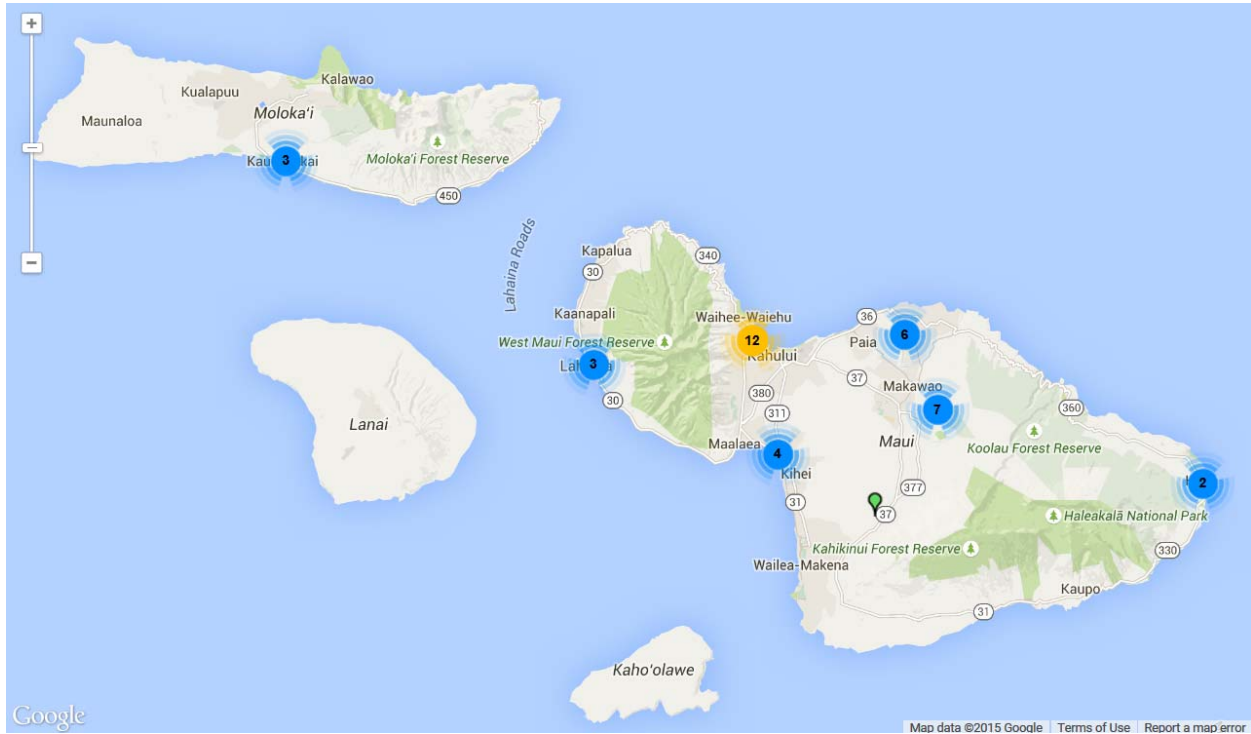 +
−
Kalawao
Kualapuu
Moloka'i
Maunaloa
3
Moloka'i Forest Reserve
450
Lahaina Roads
Kapalua
340
30
Kaanapali
Waihee-Waiehu
West Maui Forest Reserve
12
Kahului
3
30
36
6
Paia
37
380
311
Makawao
7
360
Lanai
Maalaea
4
Kihei
Maui
Koolau Forest Reserve
2
377
31
37
Haleakalā National Park
Kahikinui Forest Reserve
330
Wailea-Makena
Kaupo
31
Kaho'olawe
Google
Map data ©2015 Google
Terms of Use
Report a map error